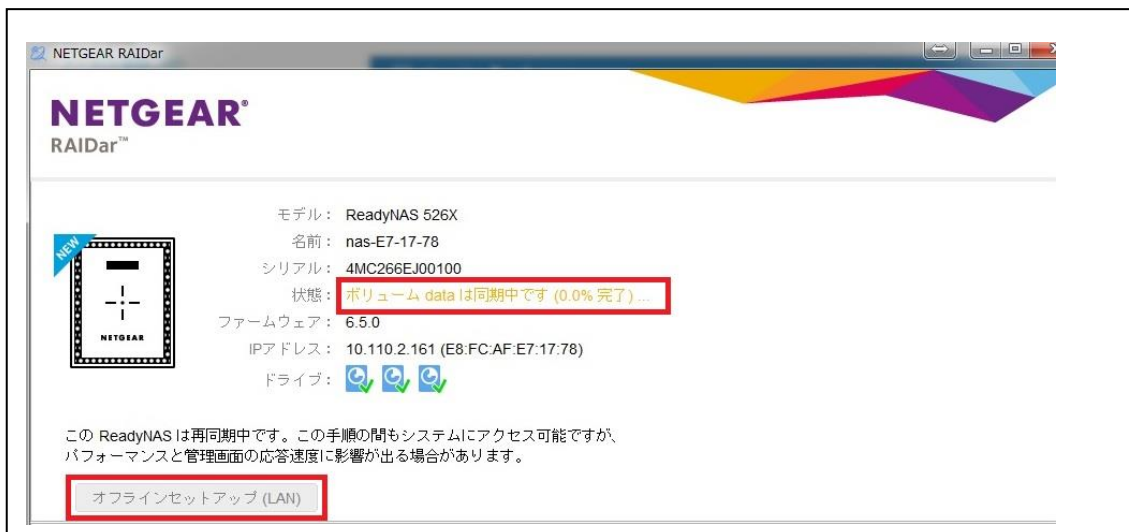 NETGEAR RAIDar
NETGEAR®
RAIDar™
モデル： ReadyNAS 526X
名前： nas-E7-17-78
シリアル： 4MC266EJ00100
状態： ボリューム data は同期中です (0.0% 完了) ...
ファームウェア： 6.5.0
IPアドレス： 10.110.2.161 (E8:FC:AF:E7:17:78)
ドライブ：
NEW
NETGEAR
この ReadyNAS は再同期中です。この手順の間もシステムにアクセス可能ですが、
パフォーマンスと管理画面の応答速度に影響が出る場合があります。
オフラインセットアップ (LAN)